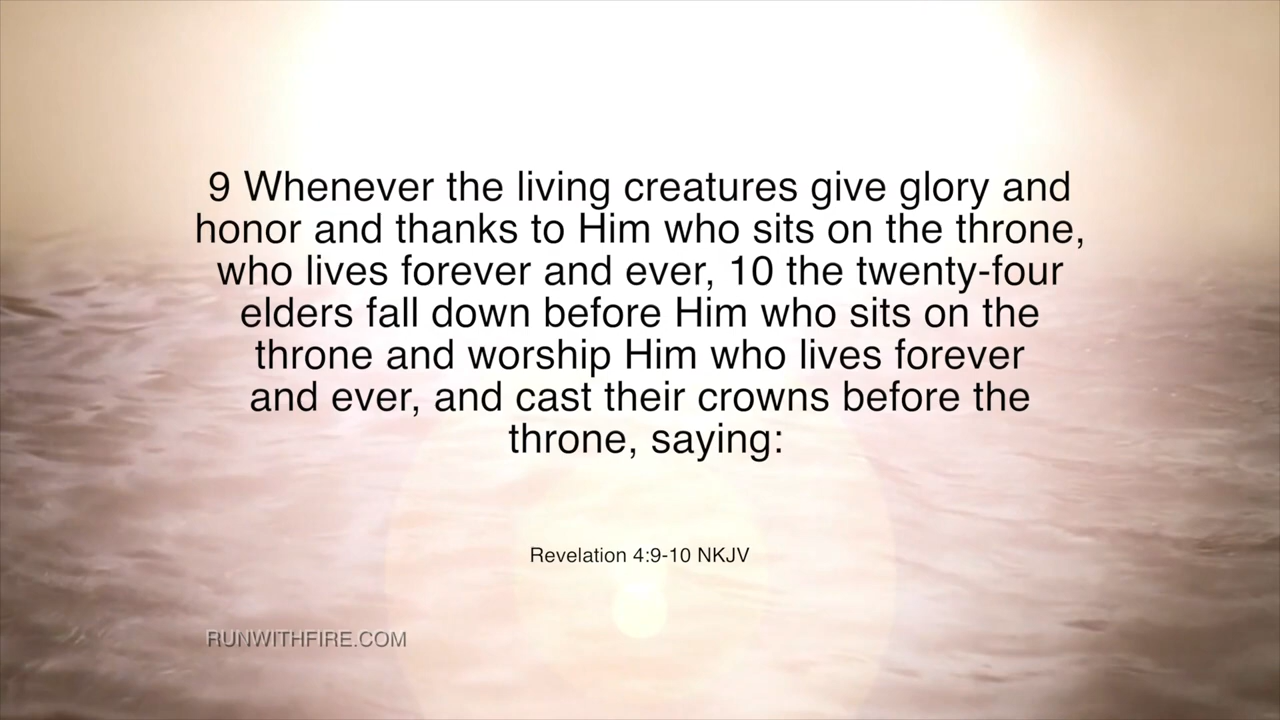 9 Whenever the living creatures give glory and
honor and thanks to Him who sits on the throne,
who lives forever and ever, 10 the twenty-four
elders fall down before Him who sits on the
throne and worship Him who lives forever
and ever, and cast their crowns before the
throne, saying:
Revelation 4:9-10 NKJV
RUNWITHFIRE.COM